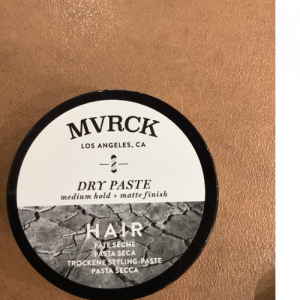 MVRCK
LOS ANGELES, CA
DRY PASTE
medium hold + matte finish
HAIR
PÂTE SÈCHE
PASTA SECA
TROCKENE STYLING-PASTE
PASTA SECCA